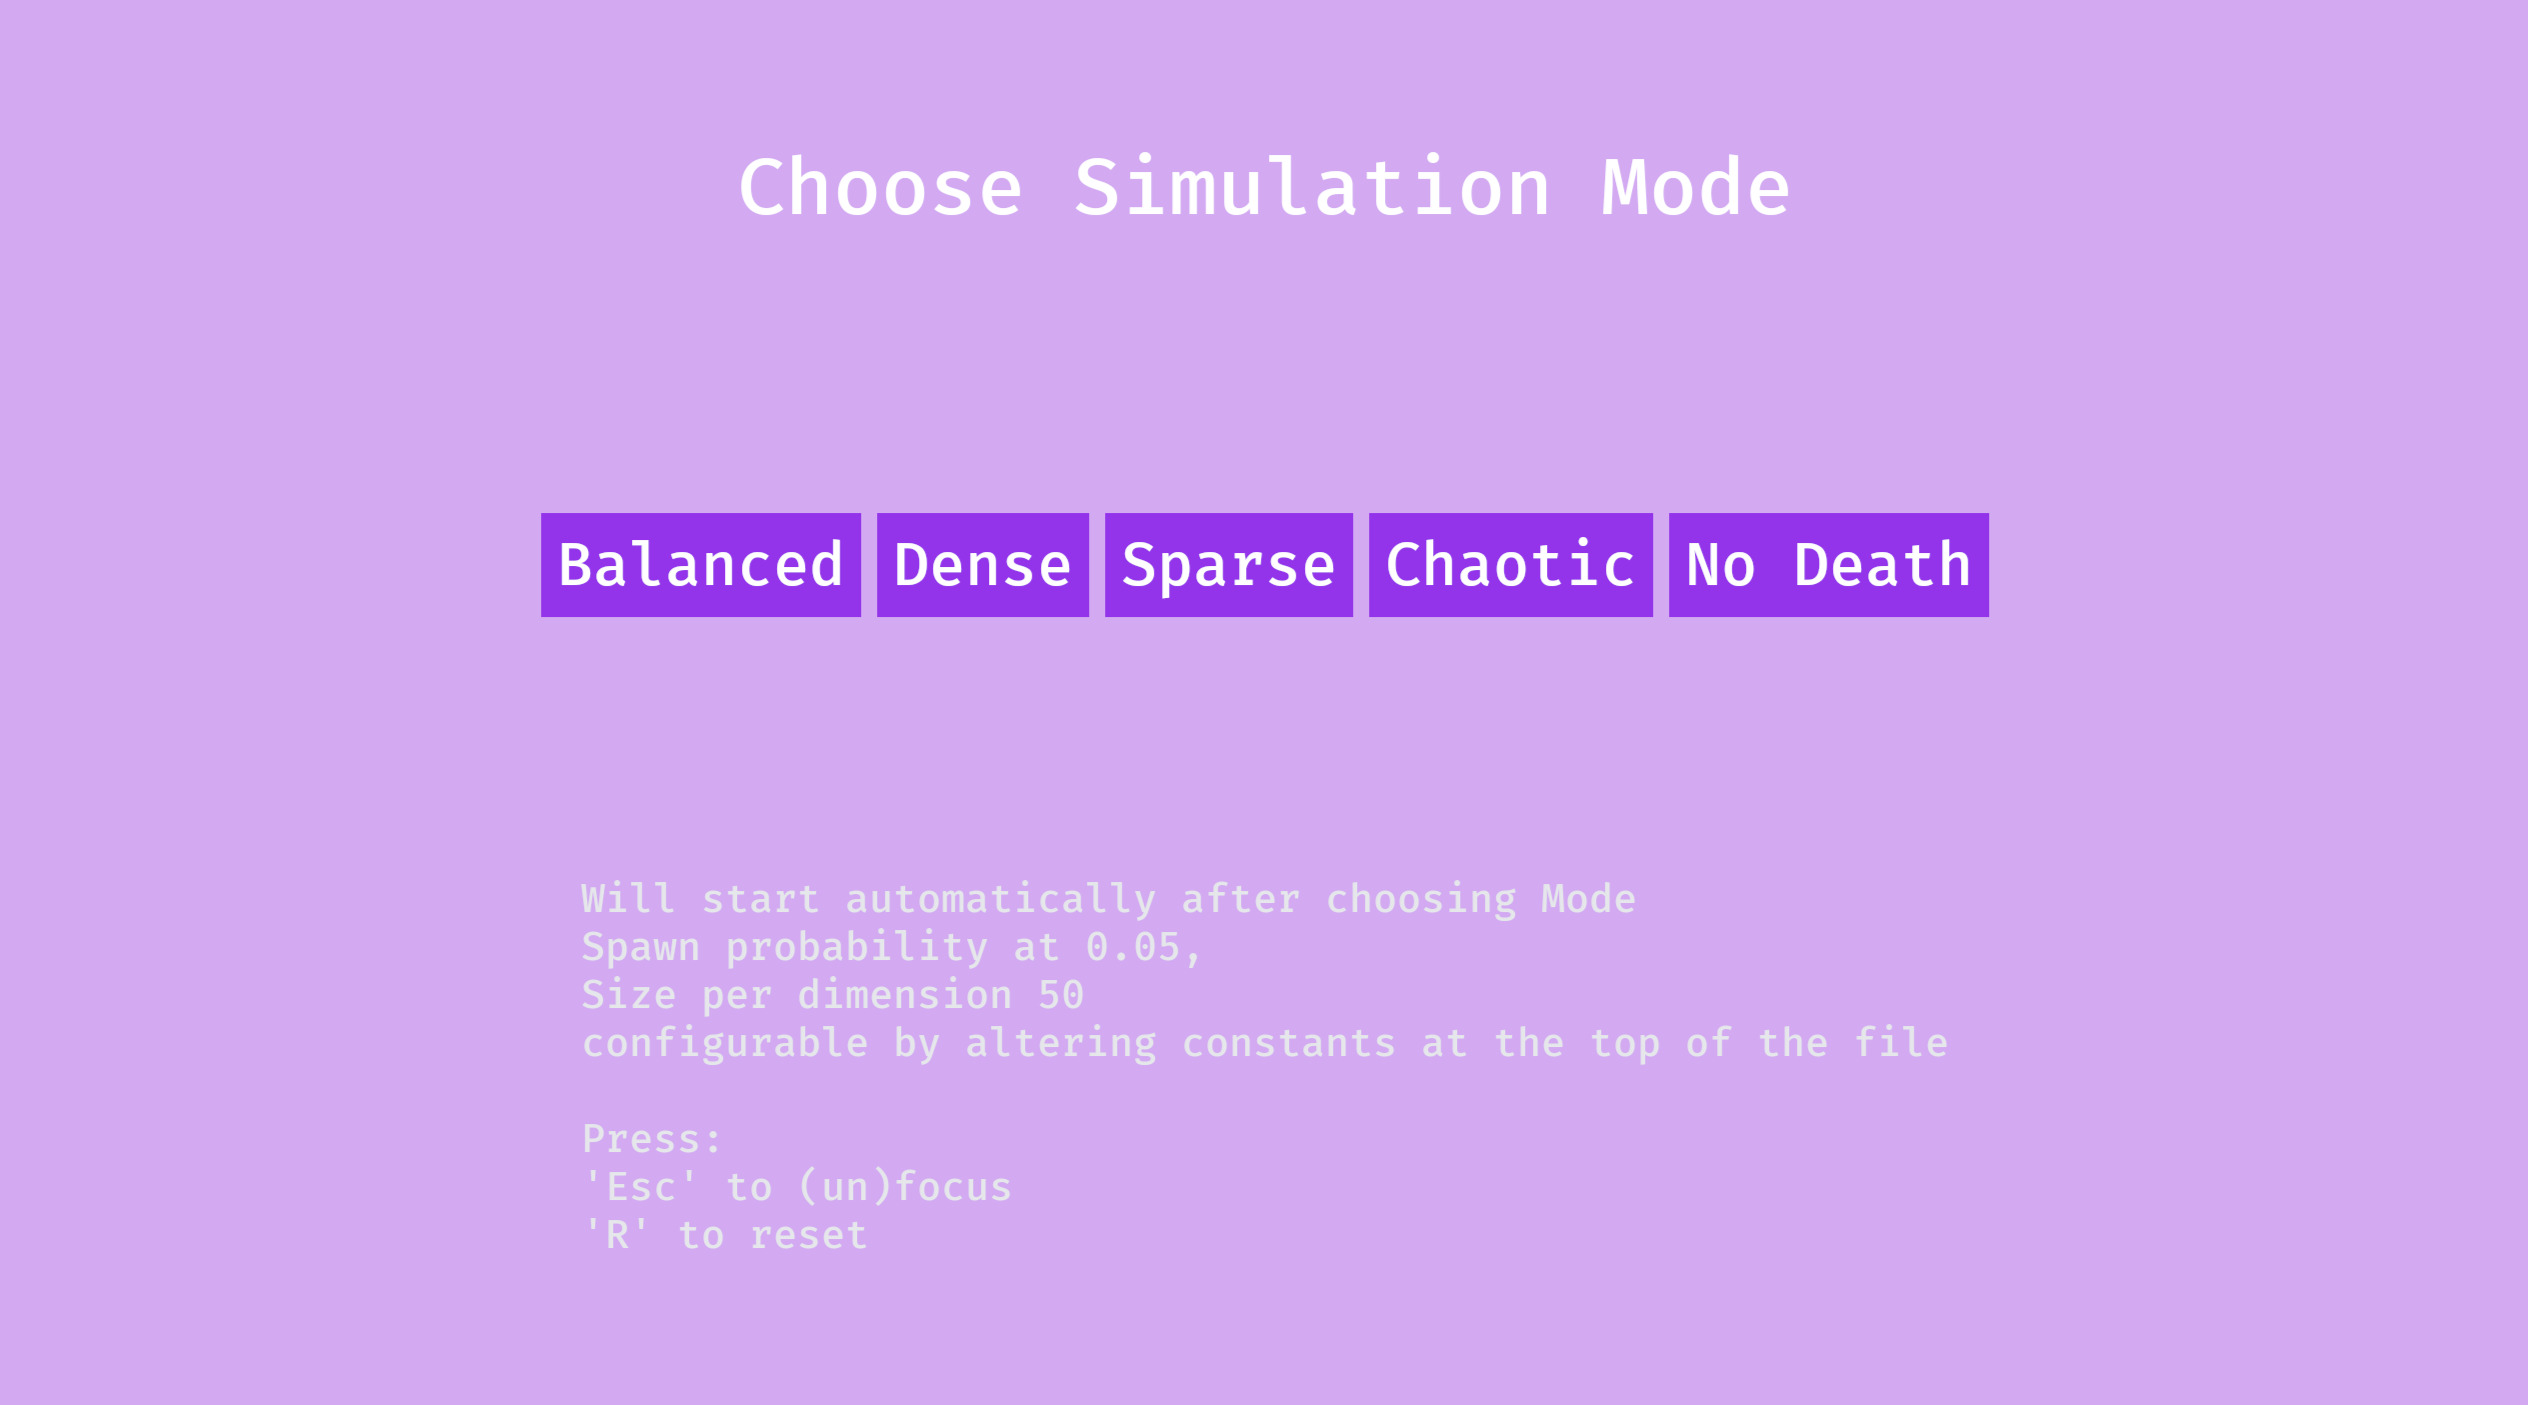 Choose Simulation Mode
Balanced Dense Sparse Chaotic No Death
Will start automatically after choosing Mode
Spawn probability at 0.05,
Size per dimension 50
configurable by altering constants at the top of the file
Press:
'Esc' to (un)focus
'R' to reset